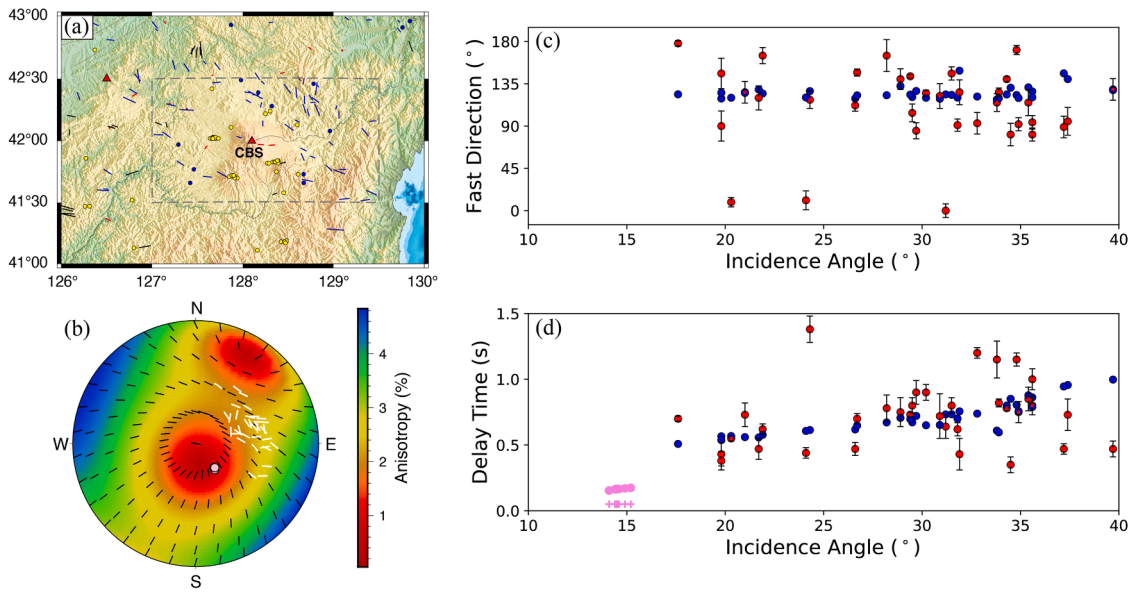 43°00'
(a)
42°30'
42°00'
CBS
41°30'
41°00'
126° 127° 128° 129° 130°
(b)
N
W
E
S
4
3
2
1
Anisotropy (%)
(c)
180
135
90
45
0
Fast Direction (°)
10 15 20 25 30 35 40
Incidence Angle (°)
(d)
1.5
1.0
0.5
0.0
Delay Time (s)
10 15 20 25 30 35 40
Incidence Angle (°)